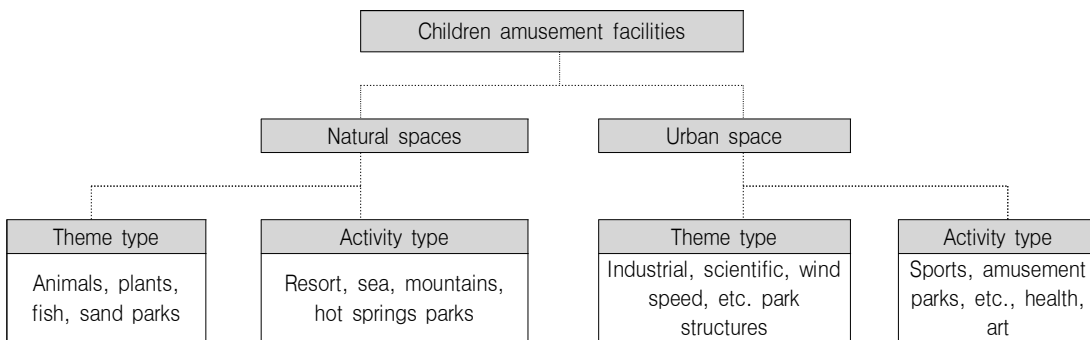 Children amusement facilities
Natural spaces
Urban space
Theme type
Animals, plants,
fish, sand parks
Activity type
Resort, sea, mountains,
hot springs parks
Theme type
Industrial, scientific, wind
speed, etc. park
structures
Activity type
Sports, amusement
parks, etc., health,
art